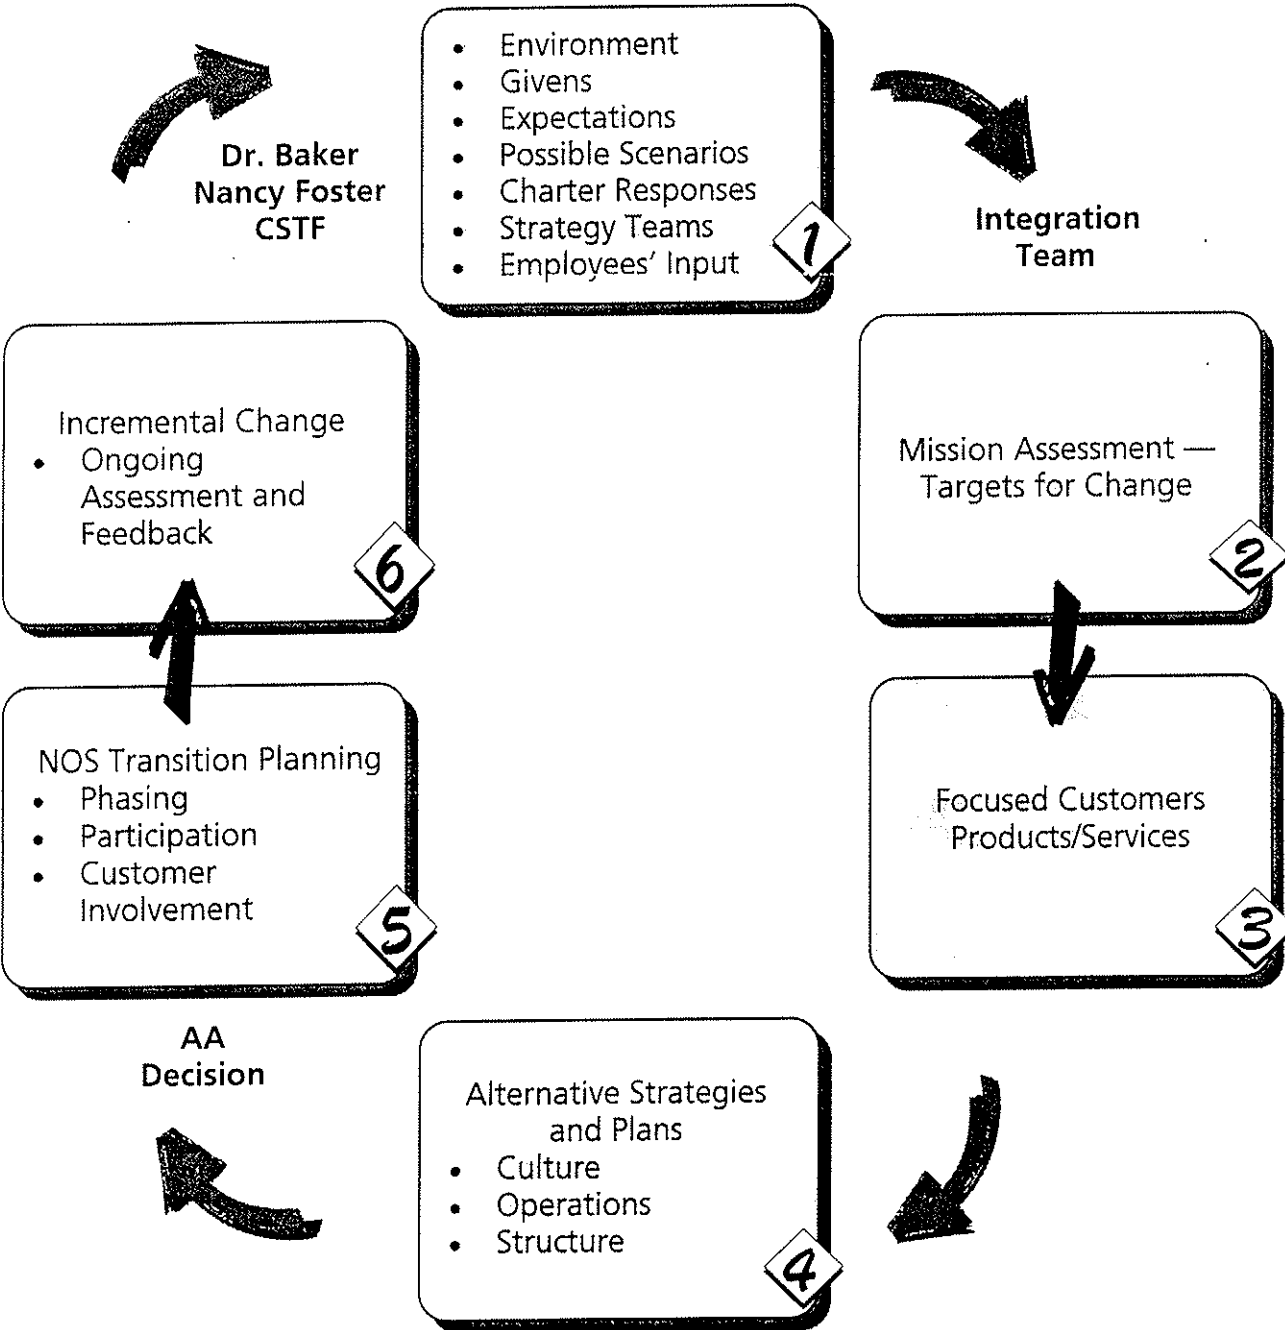 • Environment
• Givens
• Expectations
• Possible Scenarios
• Charter Responses
• Strategy Teams
• Employees' Input
1
Dr. Baker
Nancy Foster
CSTF
Integration
Team
Mission Assessment —
Targets for Change
2
Focused Customers
Products/Services
3
Alternative Strategies
and Plans
• Culture
• Operations
• Structure
4
AA
Decision
NOS Transition Planning
• Phasing
• Participation
• Customer
Involvement
5
Incremental Change
• Ongoing
Assessment and
Feedback
6